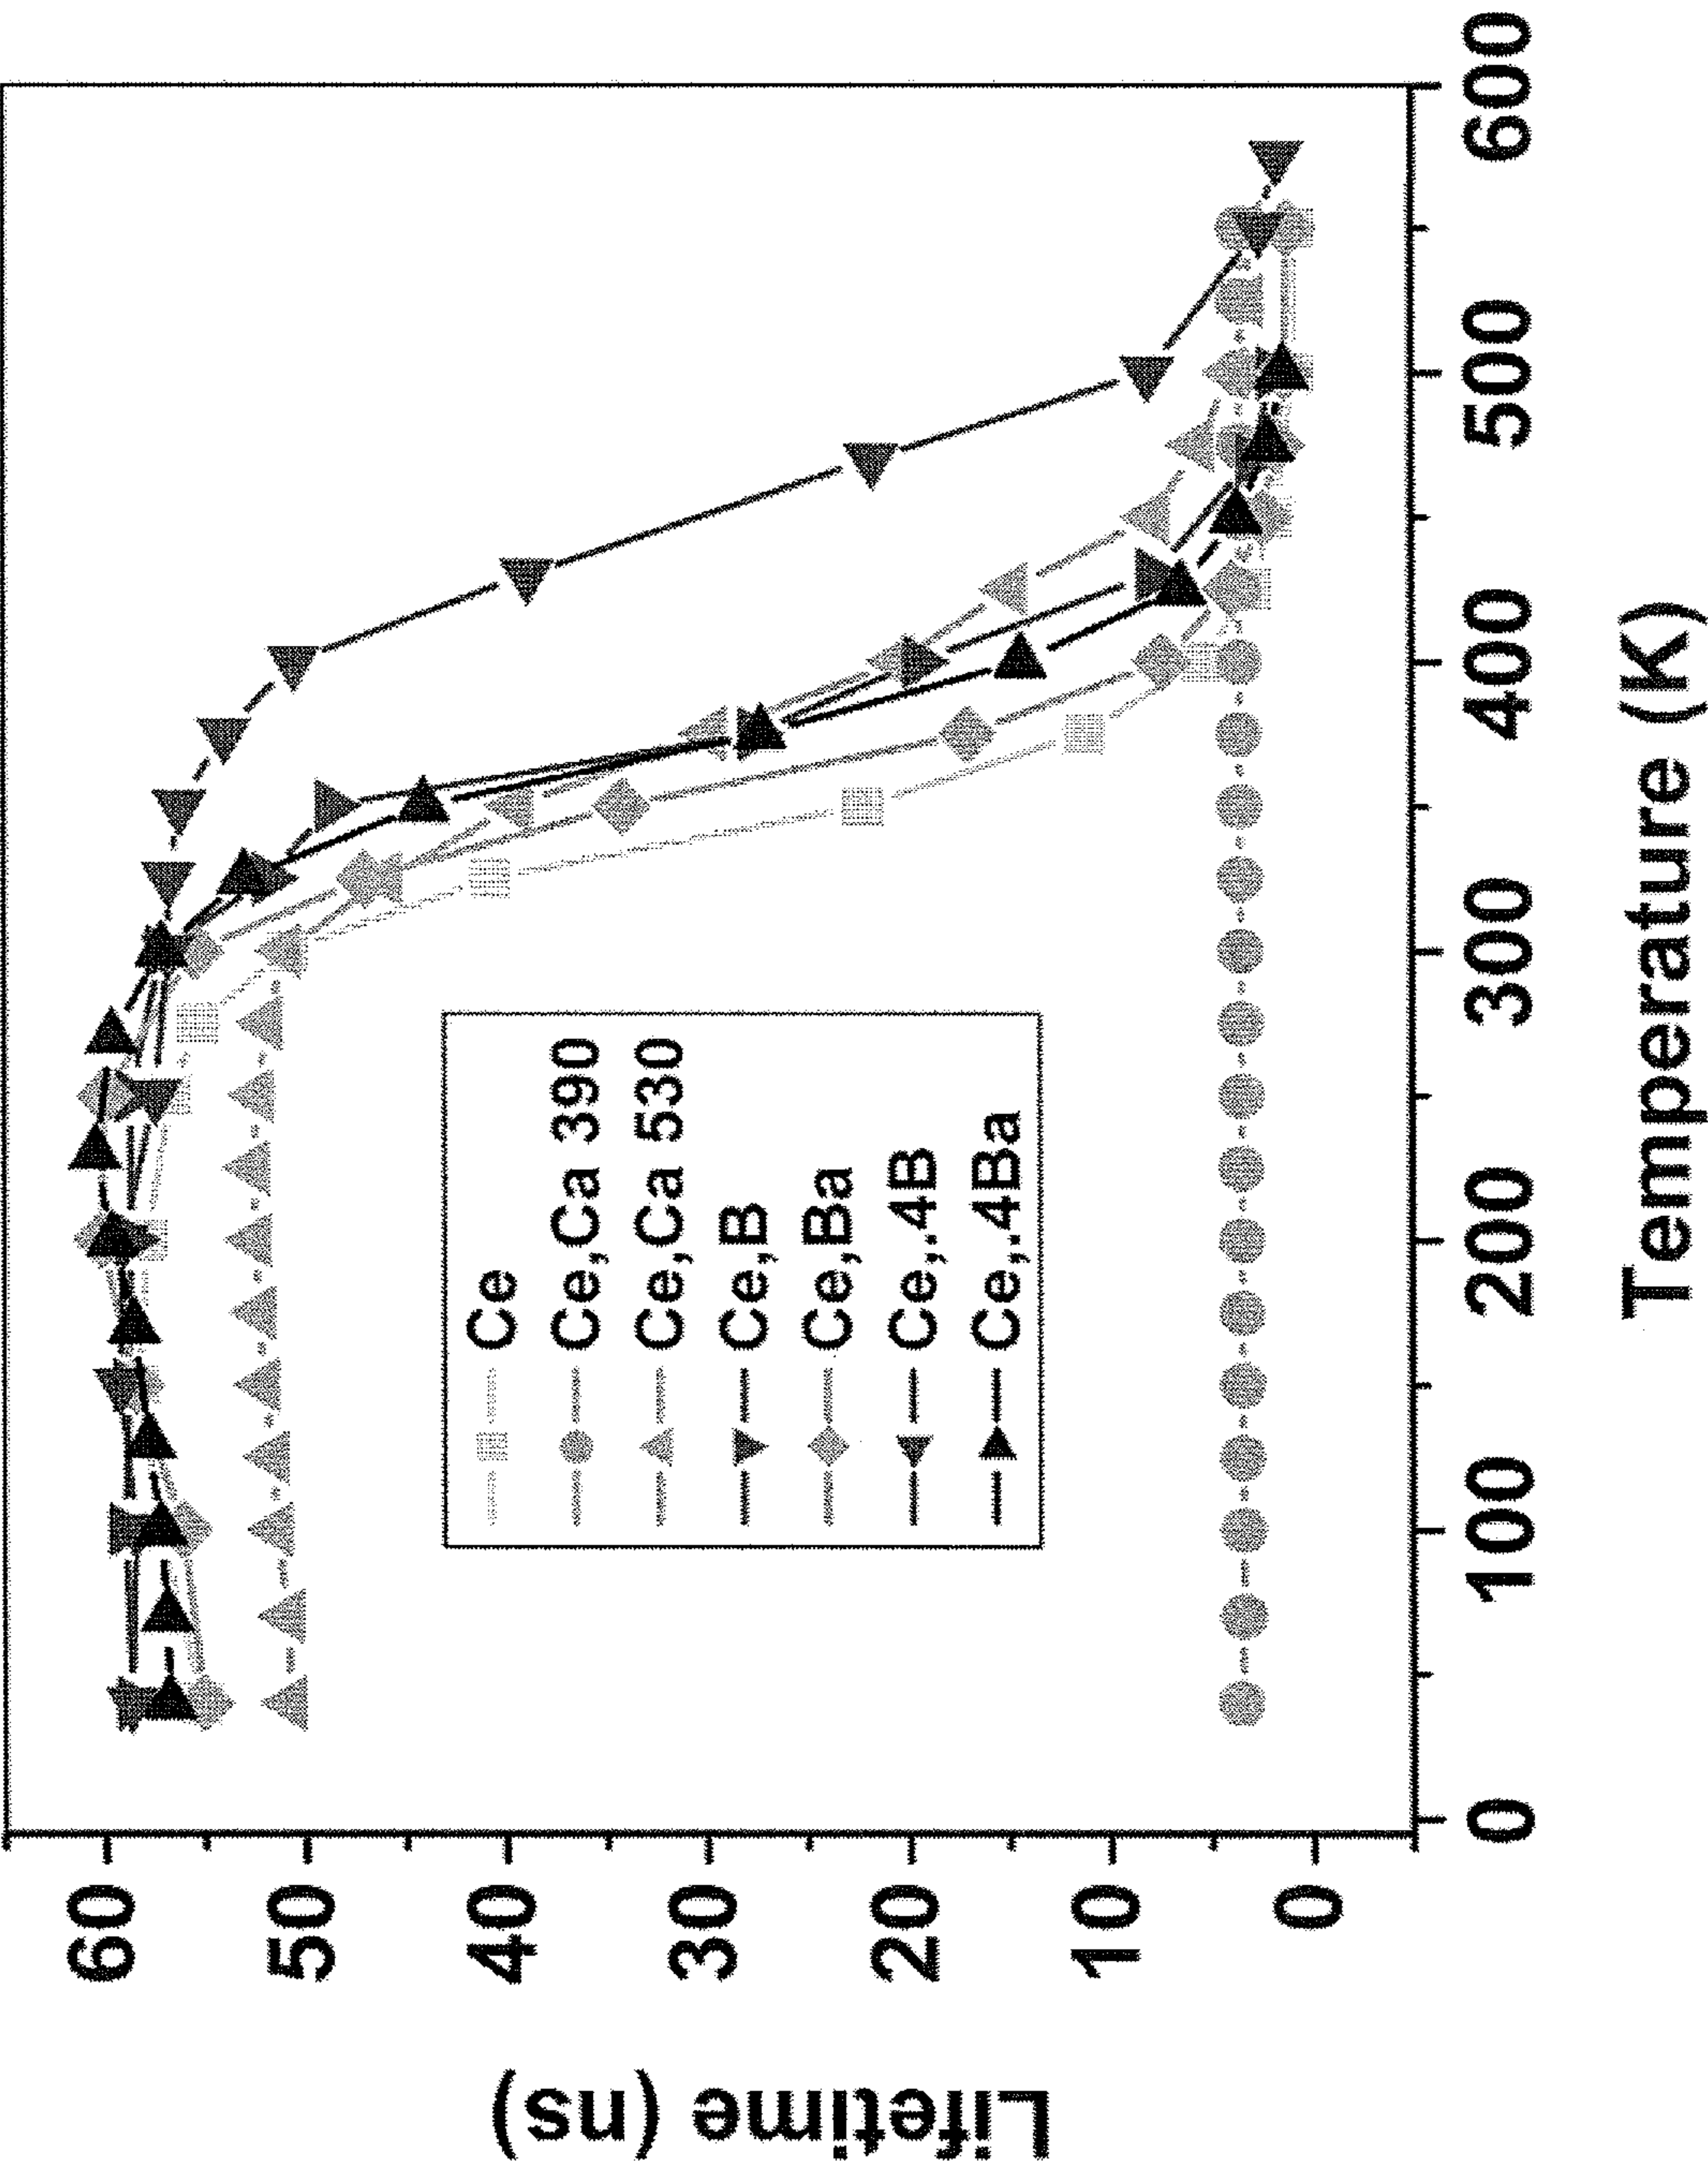 Lifetime (ns)
60
50
40
30
20
10
0
Ce
Ce,Ca 390
Ce,Ca 530
Ce,B
Ce,Ba
Ce,.4B
Ce,.4Ba
0
100
200
300
400
500
600
Temperature (K)